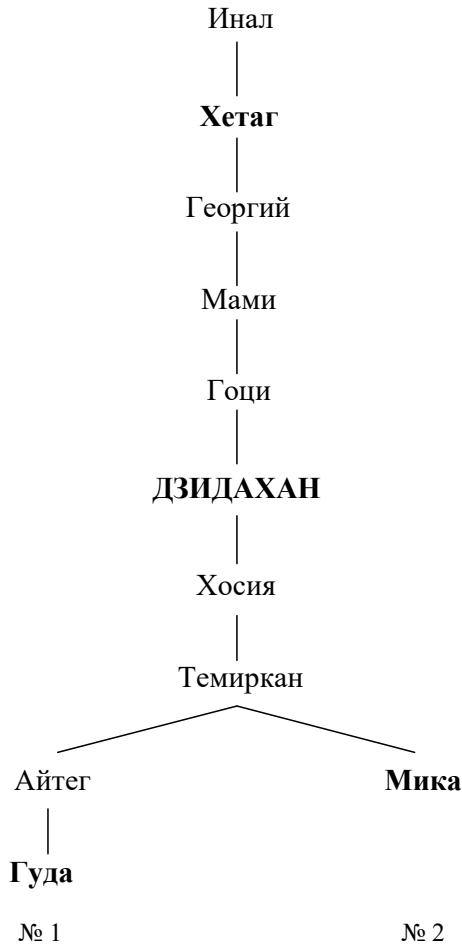 Инал
Хетаг
Георгий
Мами
Гоци
ДЗИДАХАН
Хосия
Темиркан
Айтег Мика
Гуда
№ 1 № 2